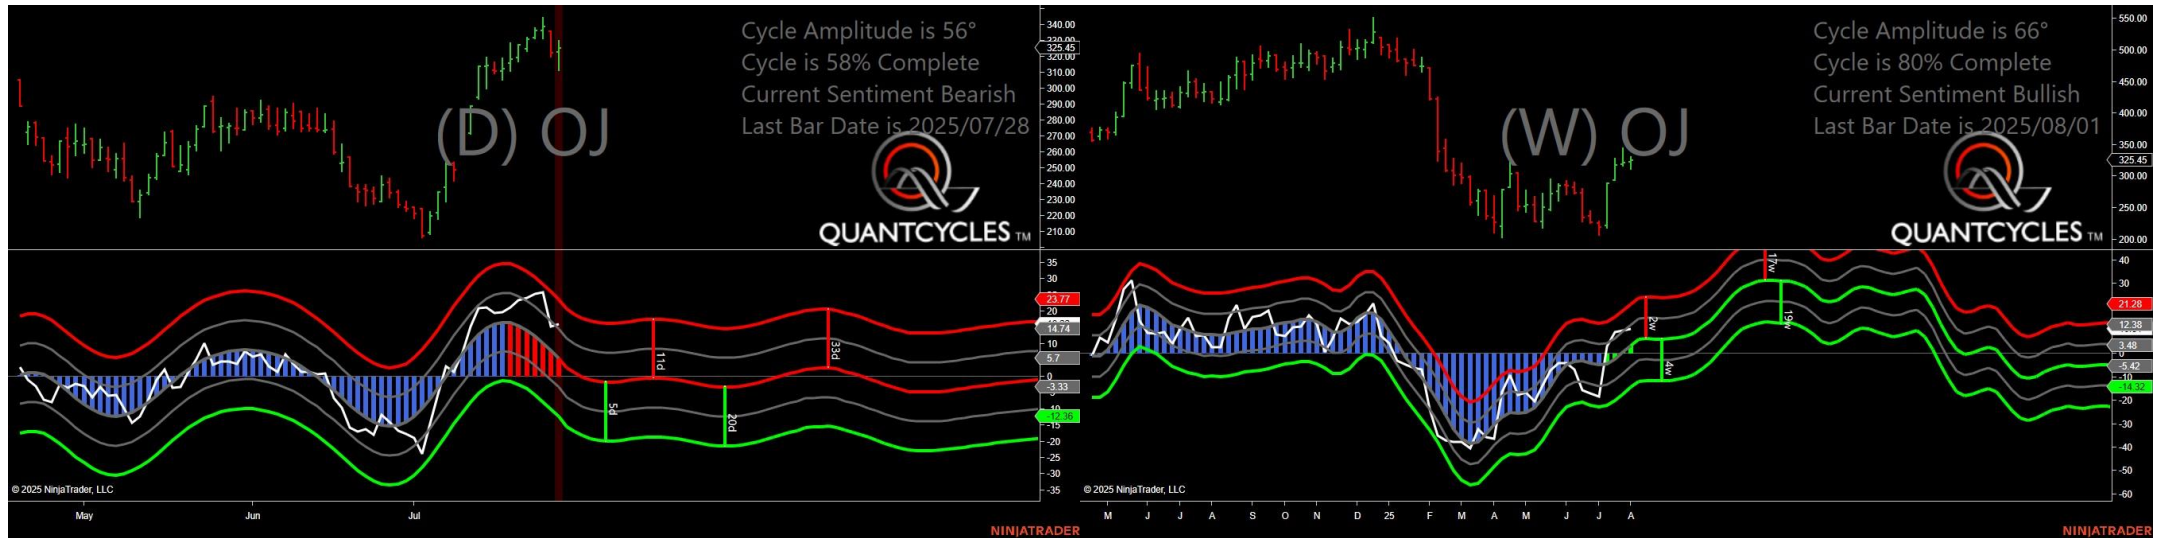 Cycle Amplitude is 56°
Cycle is 58% Complete
Current Sentiment Bearish
Last Bar Date is 2025/07/28
(D) OJ
QUANTCYCLES TM
340.00
325.45
310.00
300.00
290.00
280.00
270.00
260.00
250.00
240.00
230.00
220.00
210.00
35
30
23.77
14.74
10
5.7
0
-3.33
-12.36
-15
-20
-25
-30
-35
11d
33d
5d
20d
© 2025 NinjaTrader, LLC
May
Jun
Jul
NINJATRADER
Cycle Amplitude is 66°
Cycle is 80% Complete
Current Sentiment Bullish
Last Bar Date is 2025/08/01
(W) OJ
QUANTCYCLES TM
550.00
500.00
450.00
400.00
350.00
325.45
300.00
250.00
200.00
40
30
21.28
12.38
3.48
0
-5.42
-10
-14.32
-20
-30
-40
-50
-60
17w
2w
19w
4w
© 2025 NinjaTrader, LLC
M J J A S O N D 25 F M A M J J A
NINJATRADER